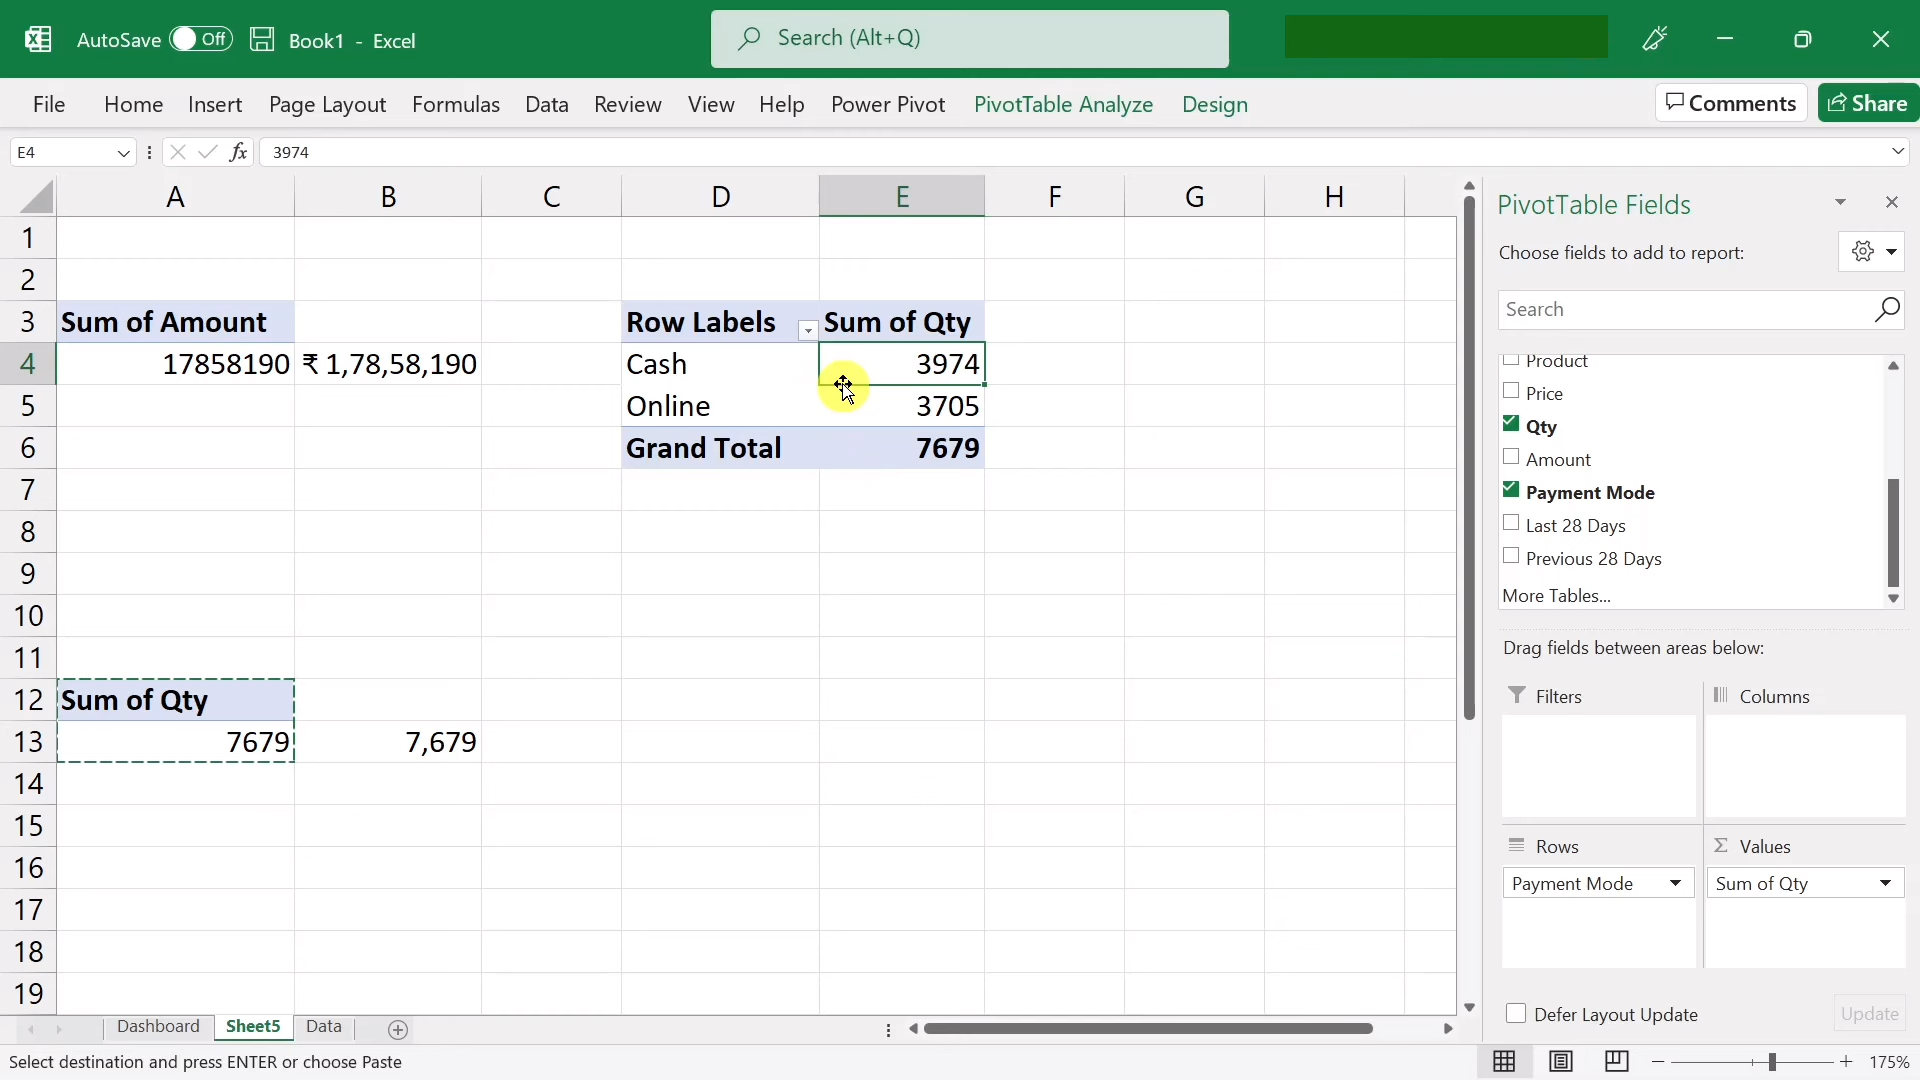 AutoSave Off Book1 - Excel Search (Alt+Q)
File Home Insert Page Layout Formulas Data Review View Help Power Pivot PivotTable Analyze Design Comments Share
E4 fx 3974
A B C D E F G H
1
2
3 Sum of Amount Row Labels Sum of Qty
4 17858190 ₹ 1,78,58,190 Cash 3974
5 Online 3705
6 Grand Total 7679
7
8
9
10
11
12 Sum of Qty
13 7679 7,679
14
15
16
17
18
19
Dashboard Sheet5 Data
Select destination and press ENTER or choose Paste
175%
PivotTable Fields
Choose fields to add to report:
Search
Product
Price
Qty
Amount
Payment Mode
Last 28 Days
Previous 28 Days
More Tables...
Drag fields between areas below:
Filters Columns
Rows Values
Payment Mode Sum of Qty
Defer Layout Update Update